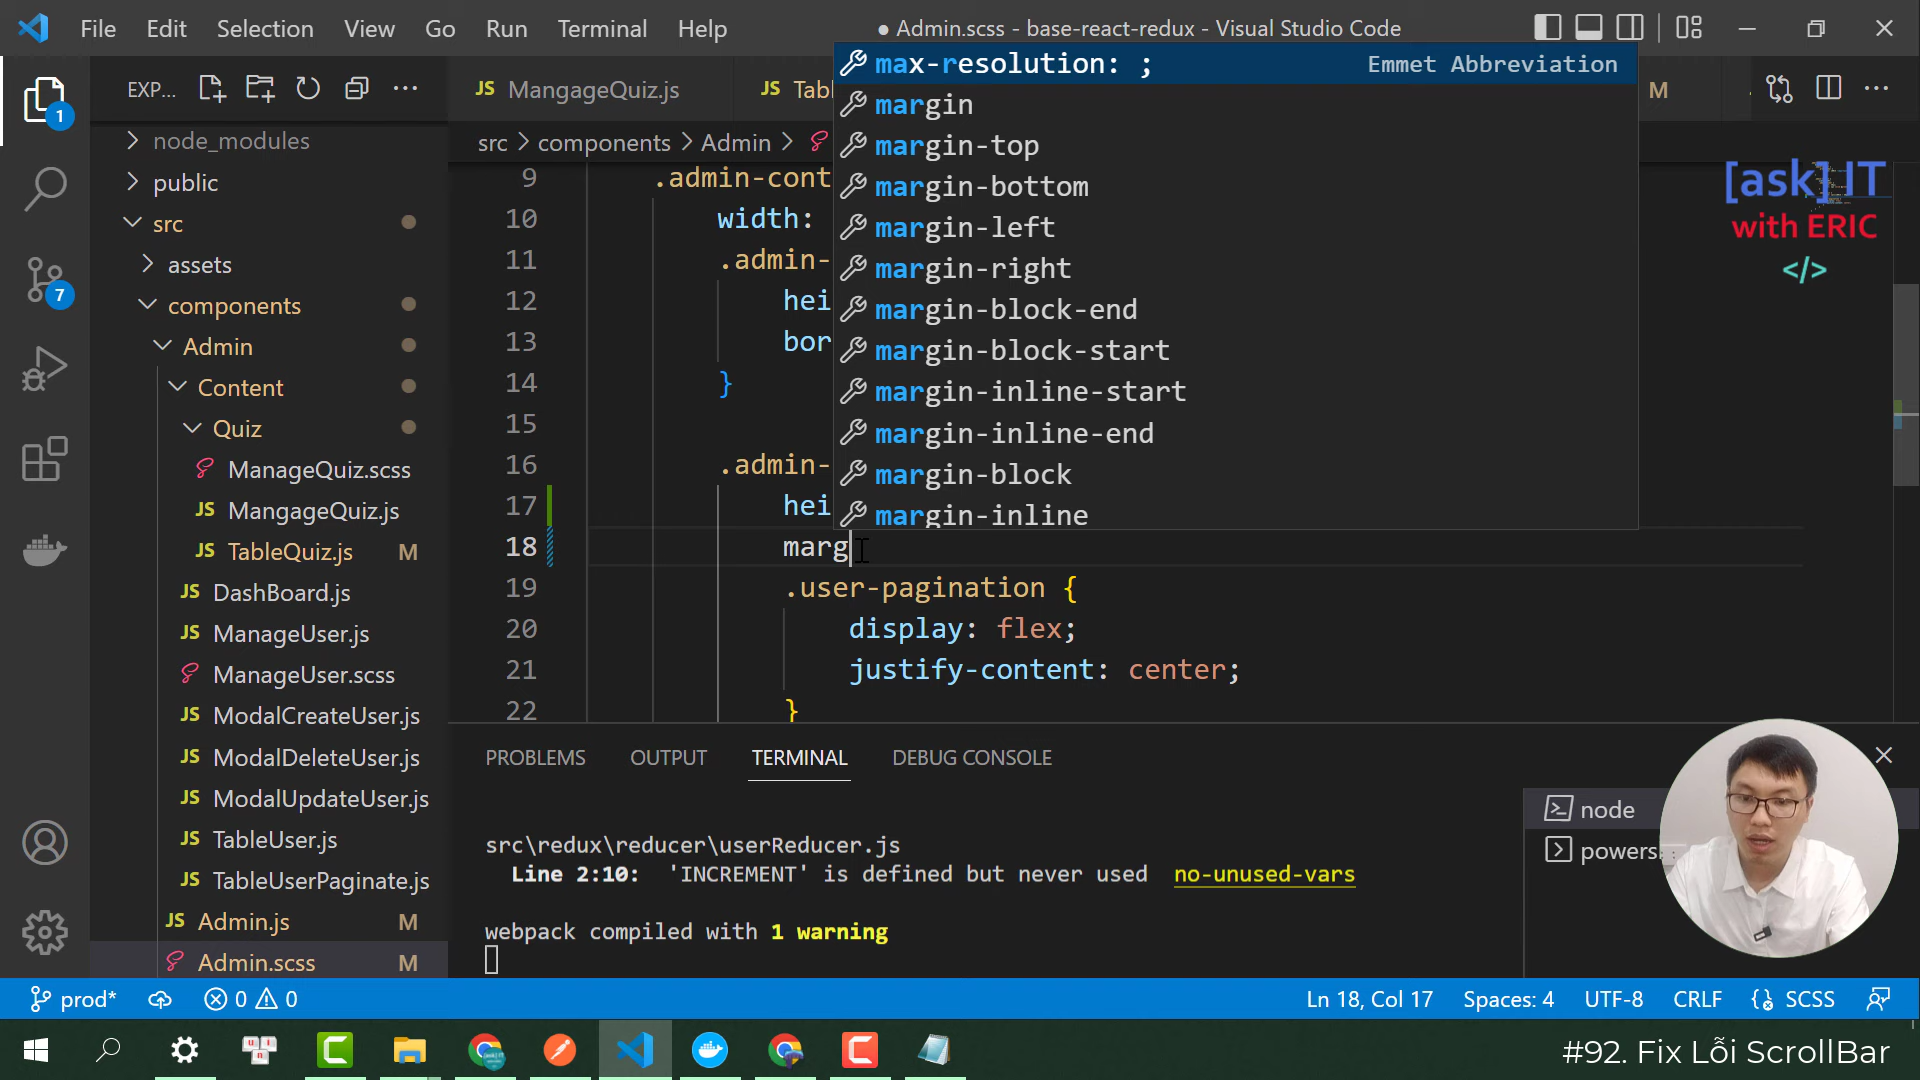 File Edit Selection View Go Run Terminal Help
● Admin.scss - base-react-redux - Visual Studio Code
EXP...
MangageQuiz.js
M
src > components > Admin >
node_modules
public
src
assets
components
Admin
Content
Quiz
ManageQuiz.scss
MangageQuiz.js
TableQuiz.js M
DashBoard.js
ManageUser.js
ManageUser.scss
ModalCreateUser.js
ModalDeleteUser.js
ModalUpdateUser.js
TableUser.js
TableUserPaginate.js
Admin.js M
Admin.scss M
1
7
max-resolution: ; Emmet Abbreviation
margin
margin-top
margin-bottom
margin-left
margin-right
margin-block-end
margin-block-start
margin-inline-start
margin-inline-end
margin-block
margin-inline
9 .admin-cont
10 width:
11 .admin-
12 hei
13 bor
14 }
15
16 .admin-
17 hei
18 marg
19 .user-pagination {
20 display: flex;
21 justify-content: center;
22 }
[ask] IT
with ERIC
</>
PROBLEMS OUTPUT TERMINAL DEBUG CONSOLE
src\redux\reducer\userReducer.js
Line 2:10: 'INCREMENT' is defined but never used no-unused-vars
webpack compiled with 1 warning
node
powers
prod* 0 0
Ln 18, Col 17 Spaces: 4 UTF-8 CRLF SCSS
#92. Fix Lỗi ScrollBar